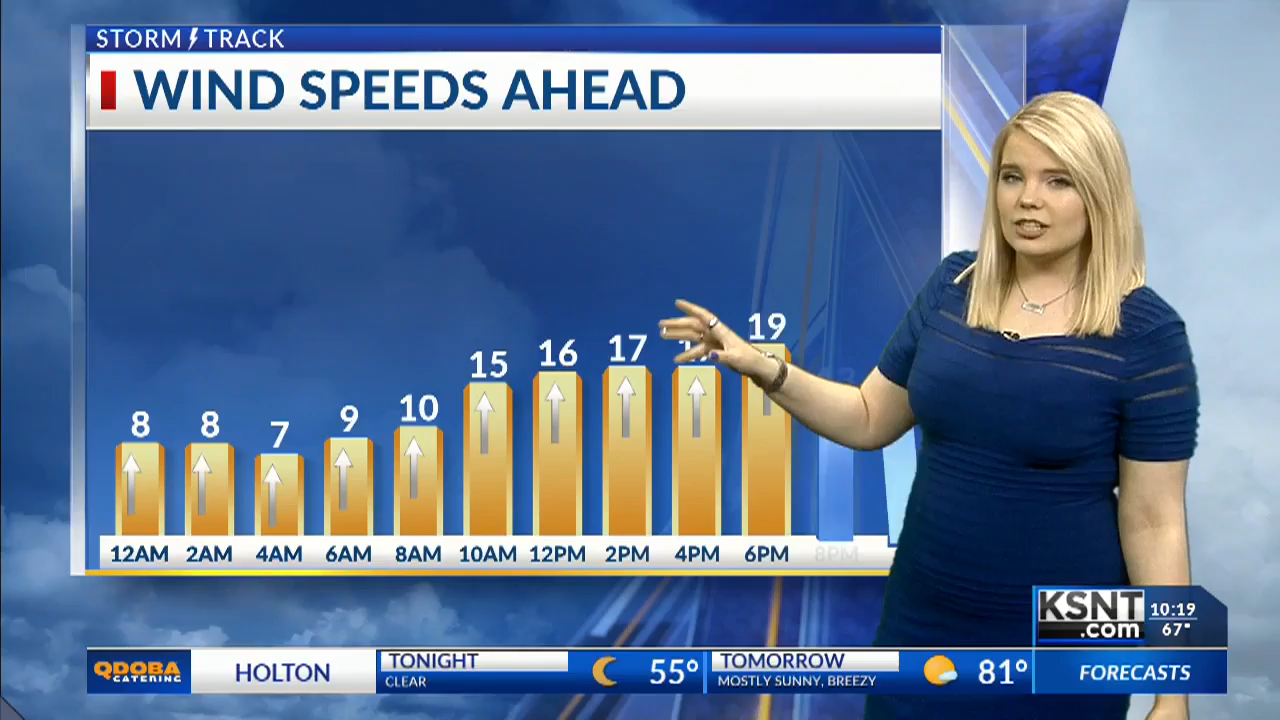 STORM TRACK
WIND SPEEDS AHEAD
8 8 7 9 10 15 16 17 19
12AM 2AM 4AM 6AM 8AM 10AM 12PM 2PM 4PM 6PM 8PM
KSNT
.com
10:19
67°
QDOBA
CATERING
HOLTON
TONIGHT
CLEAR
55°
TOMORROW
MOSTLY SUNNY, BREEZY
81°
FORECASTS